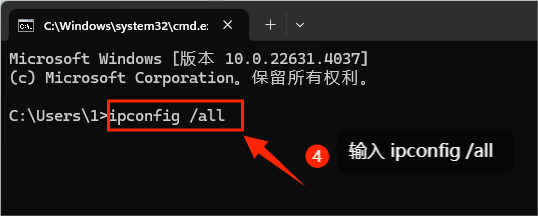 C:\Windows\system32\cmd.e
Microsoft Windows [版本 10.0.22631.4037]
(c) Microsoft Corporation。保留所有权利。
C:\Users\1>ipconfig /all
4 输入 ipconfig /all